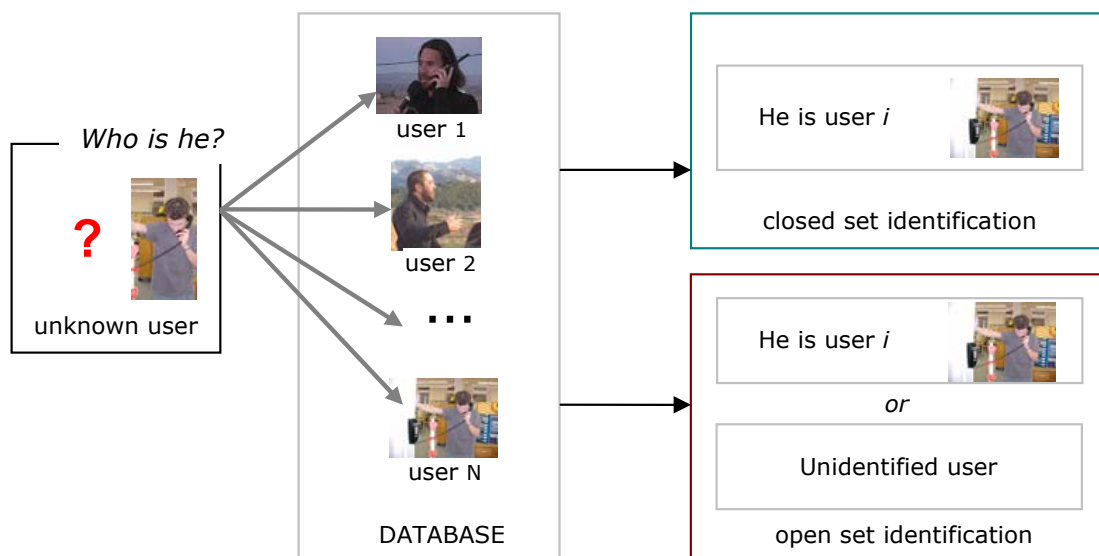 Who is he?
?
unknown user
user 1
user 2
...
user N
DATABASE
He is user i
closed set identification
He is user i
or
Unidentified user
open set identification